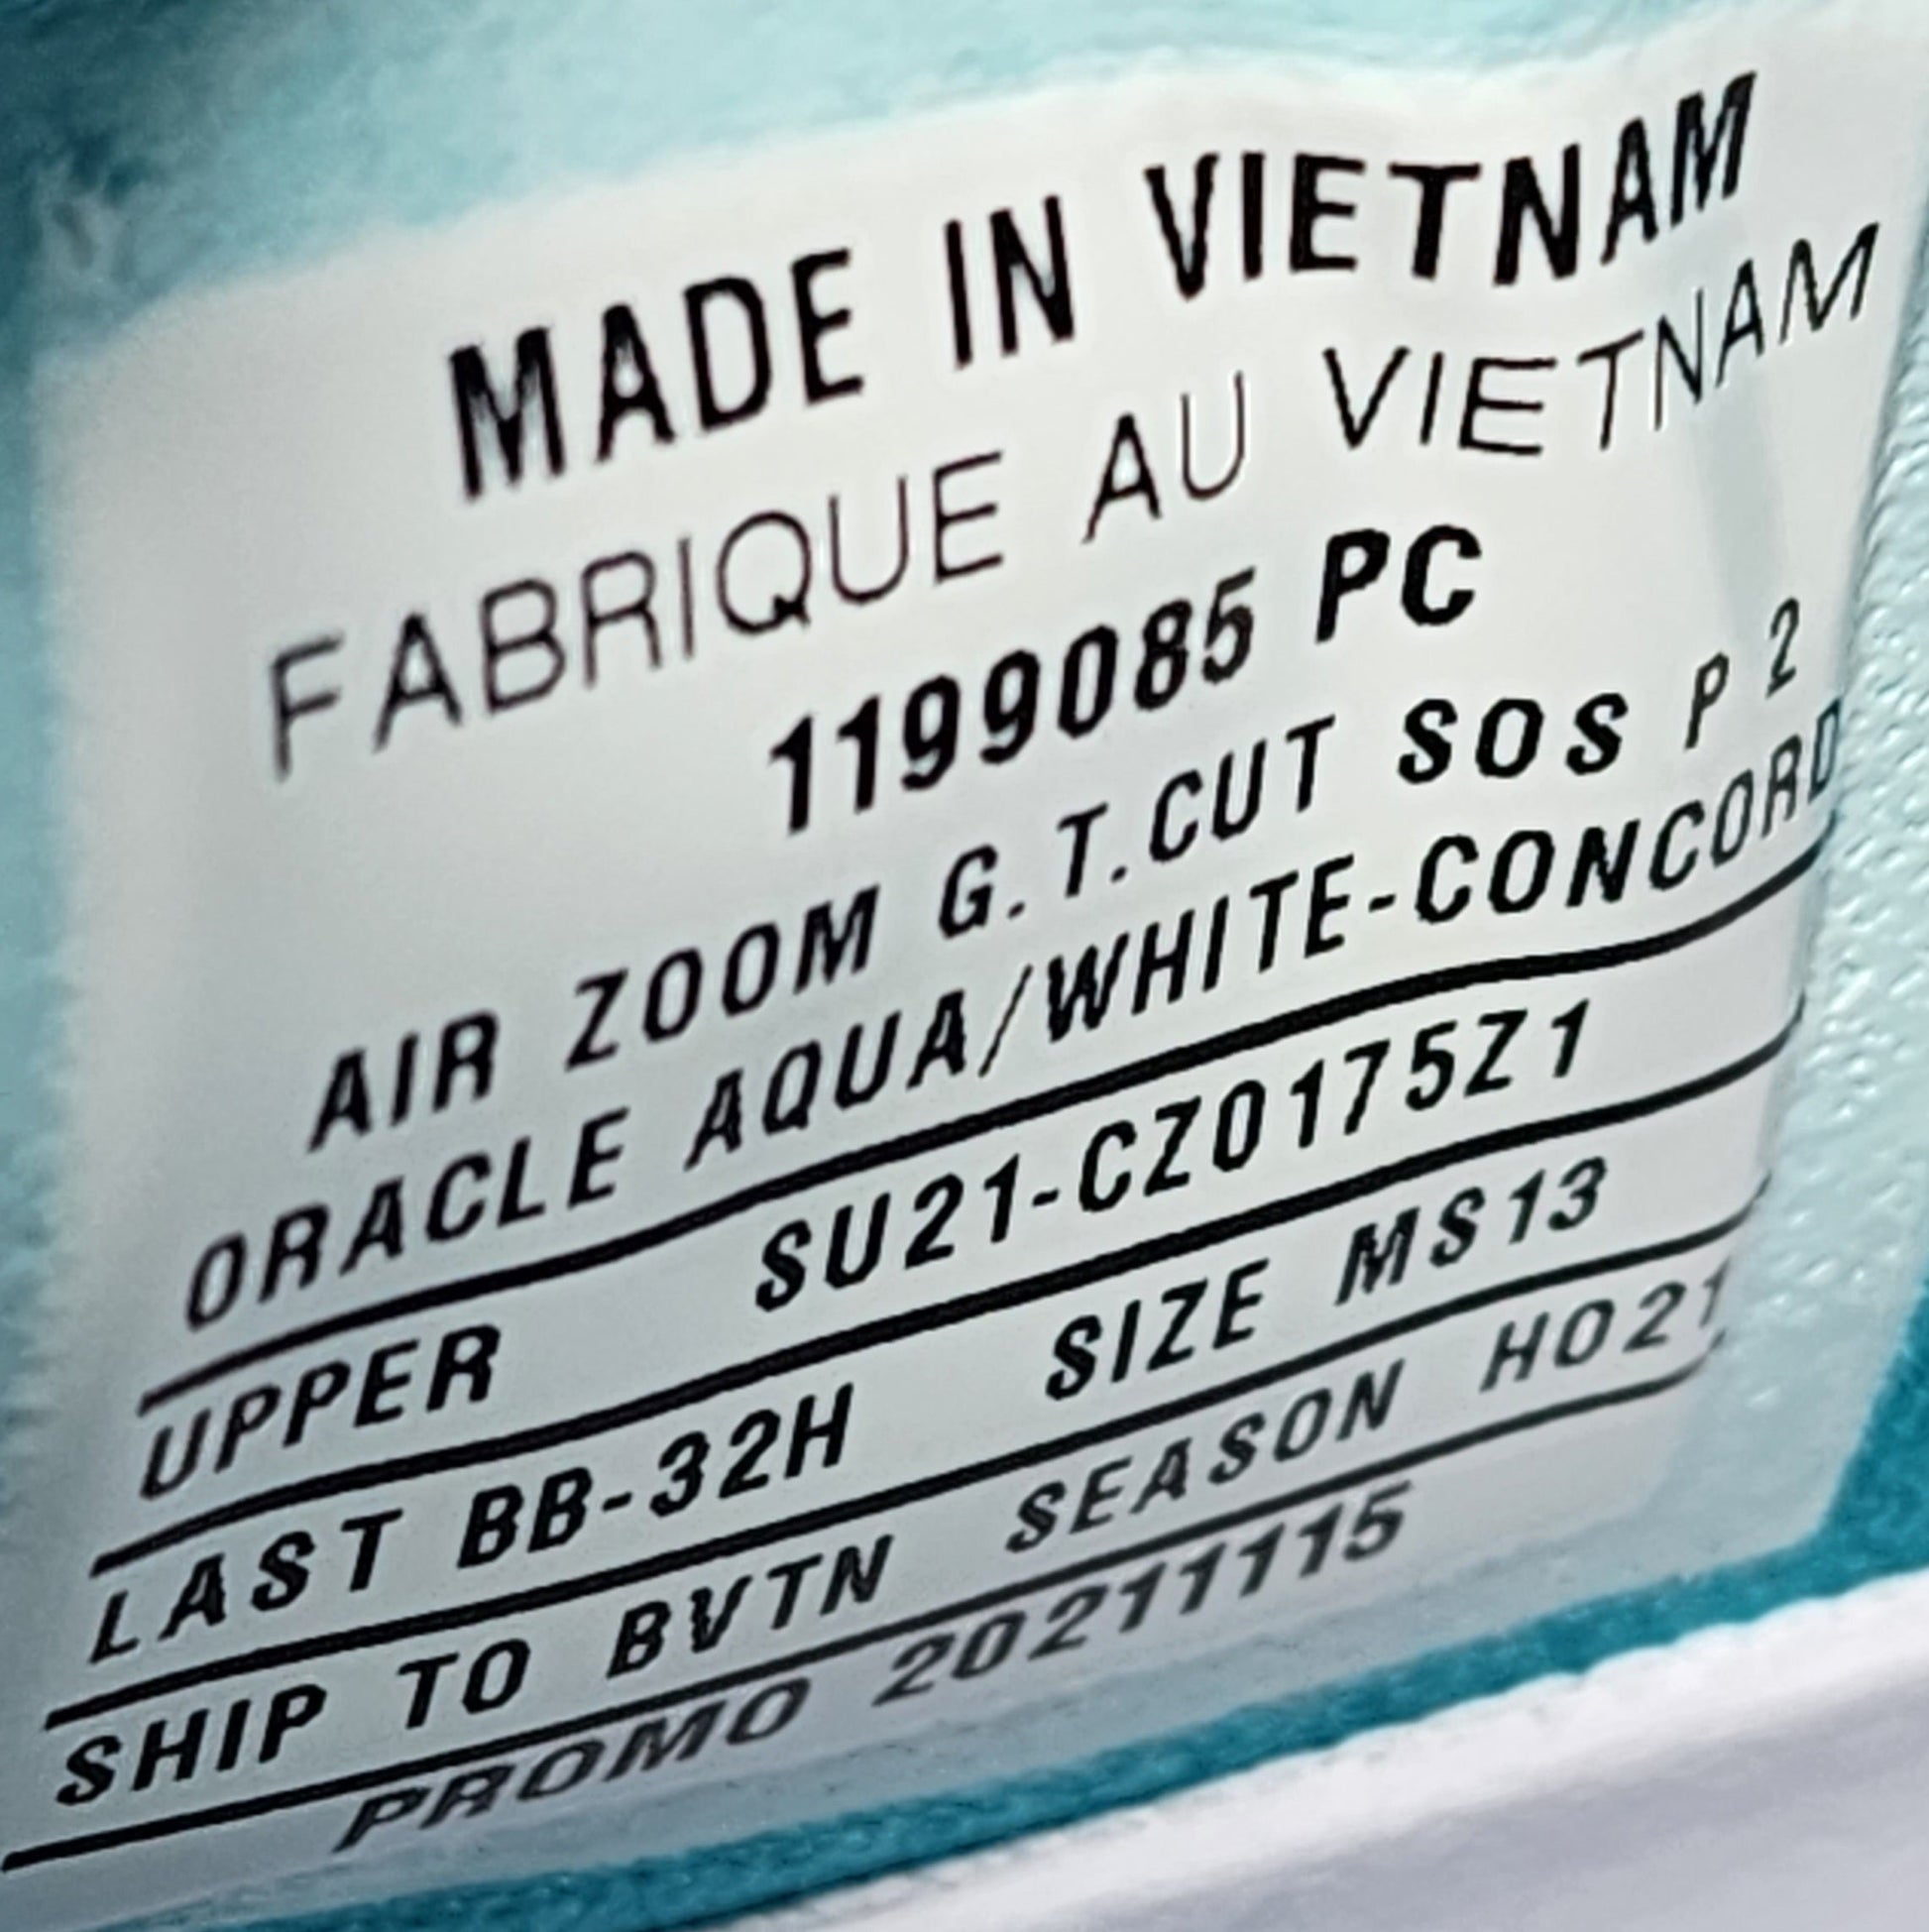 MADE IN VIETNAM
FABRIQUE AU VIETNAM
1199085 PC
AIR ZOOM G.T.CUT SOS P 2
ORACLE AQUA/WHITE-CONCORD
UPPER SU21-CZ0175Z1
LAST BB-32H SIZE MS13
SHIP TO BVTN SEASON HO21
PROMO 20211115